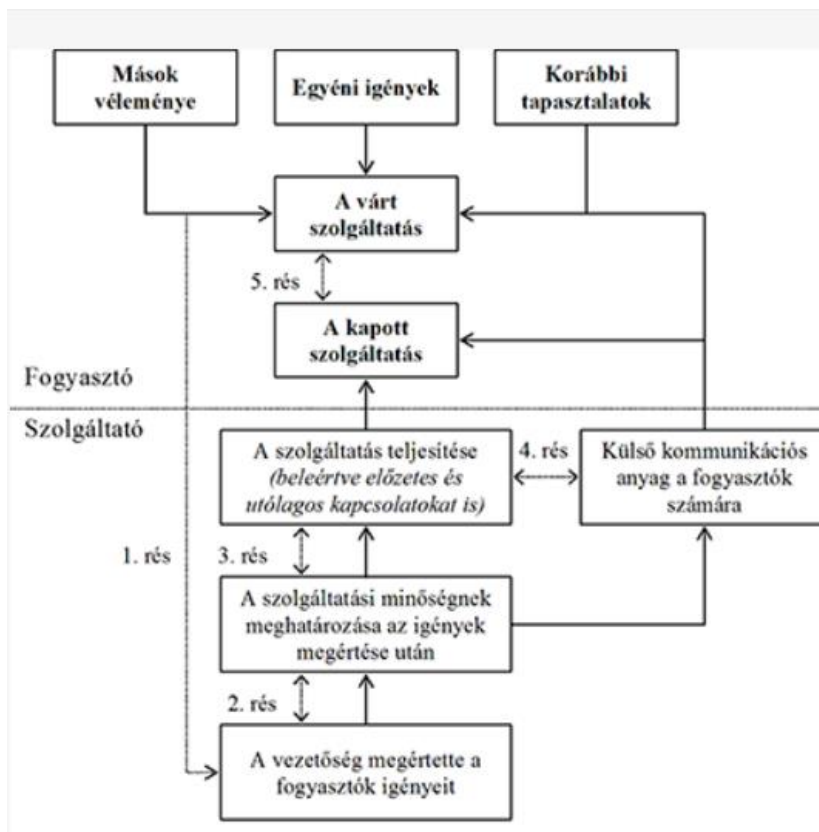 Mások
véleménye
Egyéni igények
Korábbi
tapasztalatok
A várt
szolgáltatás
5. rés
A kapott
szolgáltatás
Fogyasztó
Szolgáltató
A szolgáltatás teljesítése
(beleértve előzetes és
utólagos kapcsolatokat is)
4. rés
Külső kommunikációs
anyag a fogyasztók
számára
1. rés
3. rés
A szolgáltatási minőségnek
meghatározása az igények
megértése után
2. rés
A vezetőség megértette a
fogyasztók igényeit